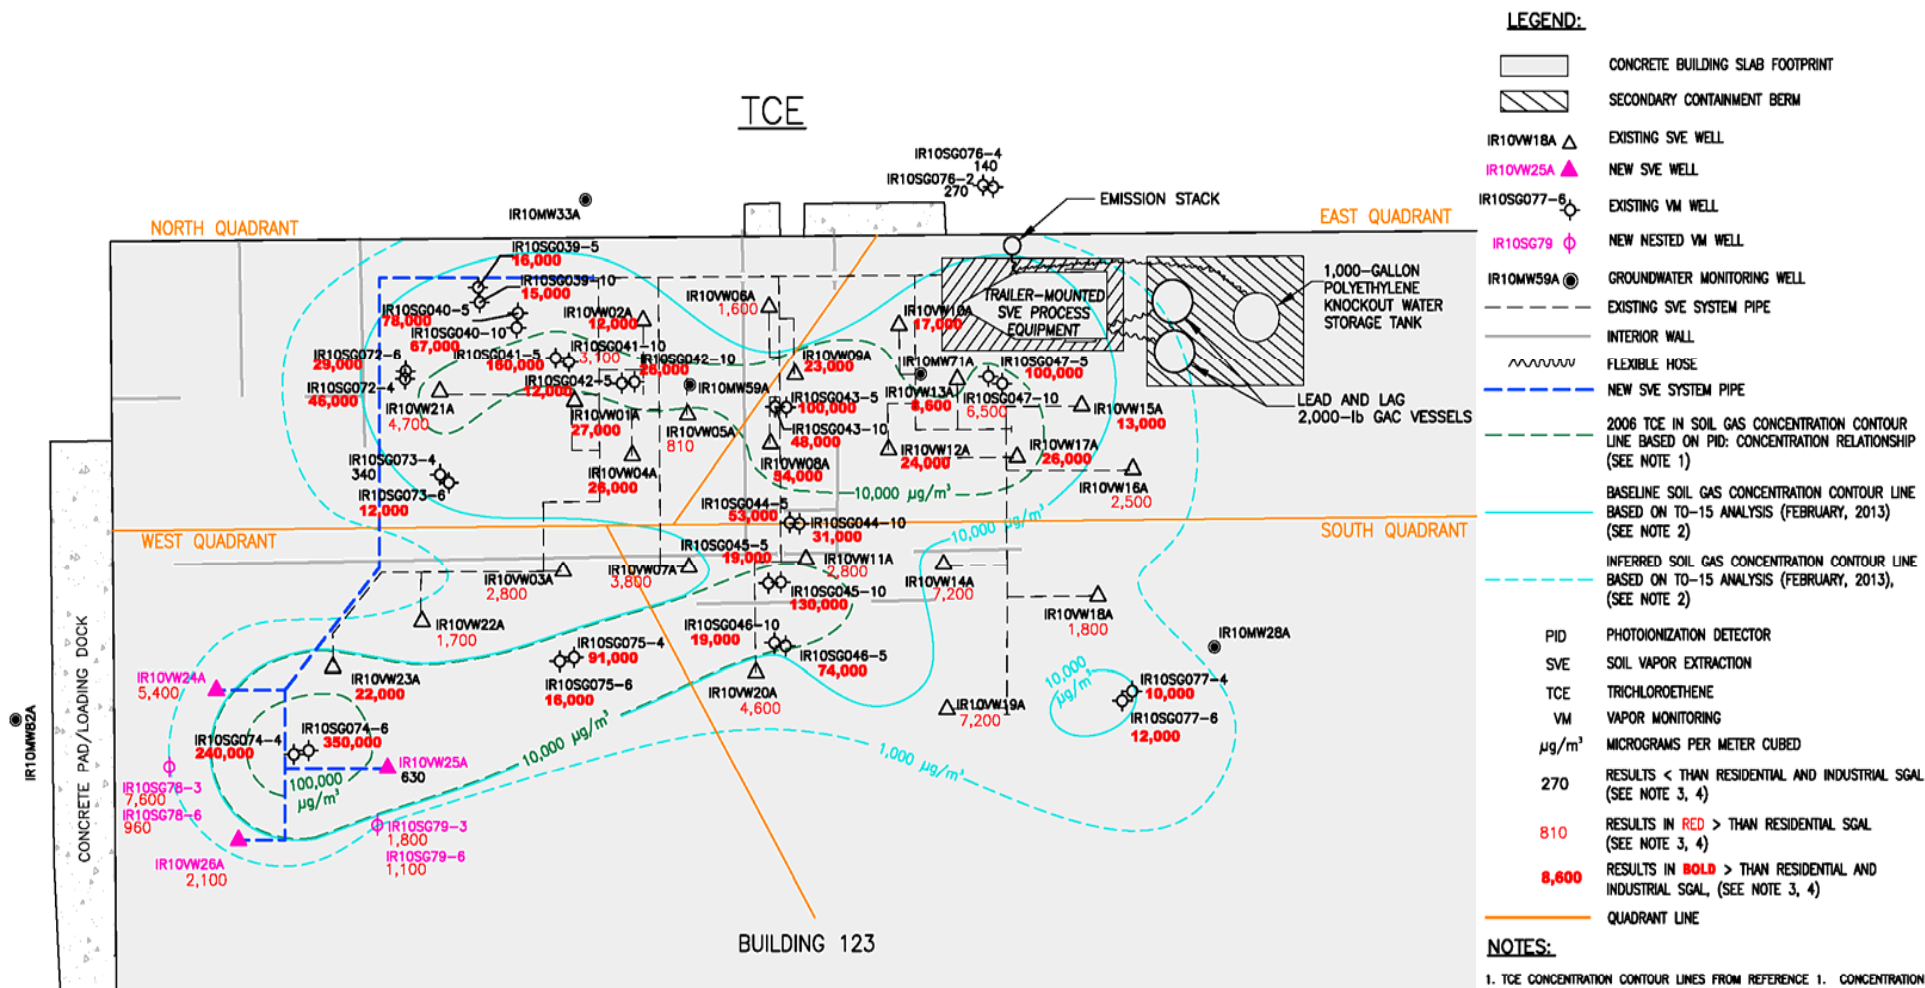 TCE
NORTH QUADRANT
EAST QUADRANT
WEST QUADRANT
SOUTH QUADRANT
IR10MW33A
IR10SG076-4
140
IR10SG076-2
270
EMISSION STACK
IR10SG039-5
16,000
IR10SG039-10
15,000
IR10SG040-5
78,000
IR10SG040-10
67,000
IR10VW02A
12,000
IR10VW06A
1,600
IR10VW10A
17,000
TRAILER-MOUNTED
SVE PROCESS
EQUIPMENT
1,000-GALLON
POLYETHYLENE
KNOCKOUT WATER
STORAGE TANK
LEAD AND LAG
2,000-lb GAC VESSELS
IR10SG072-6
29,000
IR10SG072-4
46,000
IR10SG041-5
160,000
IR10SG041-10
3,100
IR10SG042-10
26,000
IR10SG042-5
12,000
IR10MW59A
IR10VW09A
23,000
IR10MW71A
IR10SG047-5
100,000
IR10VW13A
8,600
IR10SG047-10
6,500
IR10VW21A
4,700
IR10VW01A
27,000
IR10VW05A
810
IR10SG043-5
100,000
IR10SG043-10
48,000
IR10VW15A
13,000
IR10VW08A
54,000
IR10VW12A
24,000
IR10VW17A
26,000
IR10SG073-4
340
IR10SG073-6
12,000
IR10VW04A
26,000
IR10VW16A
2,500
10,000 µg/m³
IR10SG044-5
53,000
IR10SG044-10
31,000
10,000 µg/m³
IR10SG045-5
19,000
IR10VW03A
2,800
IR10VW07A
3,800
IR10VW11A
2,800
IR10VW14A
7,200
IR10SG045-10
130,000
IR10VW18A
1,800
IR10VW22A
1,700
IR10SG046-10
19,000
IR10SG046-5
74,000
IR10MW28A
IR10SG075-4
91,000
IR10SG075-6
16,000
IR10VW24A
5,400
IR10VW23A
22,000
IR10VW20A
4,600
IR10VW19A
7,200
10,000
µg/m³
IR10SG077-4
10,000
IR10SG077-6
12,000
IR10SG074-6
350,000
IR10SG074-4
240,000
10,000 µg/m³
1,000 µg/m³
IR10VW25A
630
100,000
µg/m³
IR10MW82A
CONCRETE PAD/LOADING DOCK
IR10SG78-3
7,600
IR10SG78-6
960
IR10SG79-3
1,800
IR10SG79-6
1,100
IR10VW26A
2,100
BUILDING 123
LEGEND:
CONCRETE BUILDING SLAB FOOTPRINT
SECONDARY CONTAINMENT BERM
IR10VW18A EXISTING SVE WELL
IR10VW25A NEW SVE WELL
IR10SG077-6 EXISTING VM WELL
IR10SG79 NEW NESTED VM WELL
IR10MW59A GROUNDWATER MONITORING WELL
EXISTING SVE SYSTEM PIPE
INTERIOR WALL
FLEXIBLE HOSE
NEW SVE SYSTEM PIPE
2006 TCE IN SOIL GAS CONCENTRATION CONTOUR
LINE BASED ON PID: CONCENTRATION RELATIONSHIP
(SEE NOTE 1)
BASELINE SOIL GAS CONCENTRATION CONTOUR LINE
BASED ON TO-15 ANALYSIS (FEBRUARY, 2013)
(SEE NOTE 2)
INFERRED SOIL GAS CONCENTRATION CONTOUR LINE
BASED ON TO-15 ANALYSIS (FEBRUARY, 2013),
(SEE NOTE 2)
PID PHOTOIONIZATION DETECTOR
SVE SOIL VAPOR EXTRACTION
TCE TRICHLOROETHENE
VM VAPOR MONITORING
µg/m³ MICROGRAMS PER METER CUBED
270 RESULTS < THAN RESIDENTIAL AND INDUSTRIAL SGAL
(SEE NOTE 3, 4)
810 RESULTS IN RED > THAN RESIDENTIAL SGAL
(SEE NOTE 3, 4)
8,600 RESULTS IN BOLD > THAN RESIDENTIAL AND
INDUSTRIAL SGAL, (SEE NOTE 3, 4)
QUADRANT LINE
NOTES:
1. TCE CONCENTRATION CONTOUR LINES FROM REFERENCE 1. CONCENTRATION